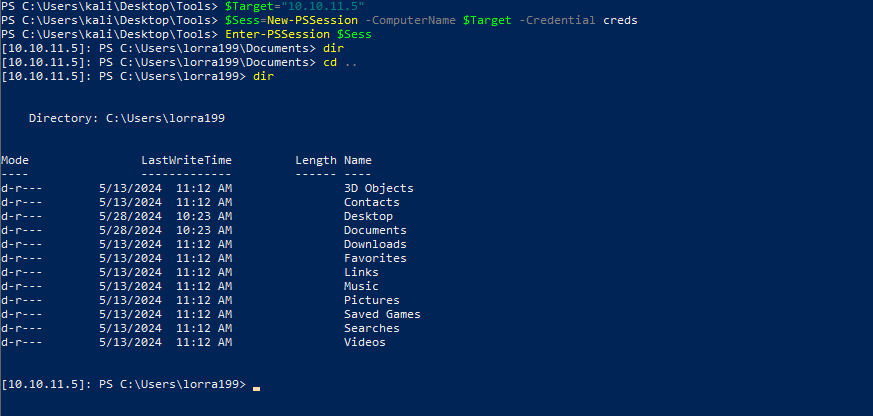 PS C:\Users\kali\Desktop\Tools> $Target="10.10.11.5"
PS C:\Users\kali\Desktop\Tools> $Sess=New-PSSession -ComputerName $Target -Credential creds
PS C:\Users\kali\Desktop\Tools> Enter-PSSession $Sess
[10.10.11.5]: PS C:\Users\lorra199\Documents> dir
[10.10.11.5]: PS C:\Users\lorra199\Documents> cd ..
[10.10.11.5]: PS C:\Users\lorra199> dir
    Directory: C:\Users\lorra199
Mode                LastWriteTime         Length Name
----                -------------         ------ ----
d-r---        5/13/2024  11:12 AM                3D Objects
d-r---        5/13/2024  11:12 AM                Contacts
d-r---        5/28/2024  10:23 AM                Desktop
d-r---        5/28/2024  10:23 AM                Documents
d-r---        5/13/2024  11:12 AM                Downloads
d-r---        5/13/2024  11:12 AM                Favorites
d-r---        5/13/2024  11:12 AM                Links
d-r---        5/13/2024  11:12 AM                Music
d-r---        5/13/2024  11:12 AM                Pictures
d-r---        5/13/2024  11:12 AM                Saved Games
d-r---        5/13/2024  11:12 AM                Searches
d-r---        5/13/2024  11:12 AM                Videos
[10.10.11.5]: PS C:\Users\lorra199>